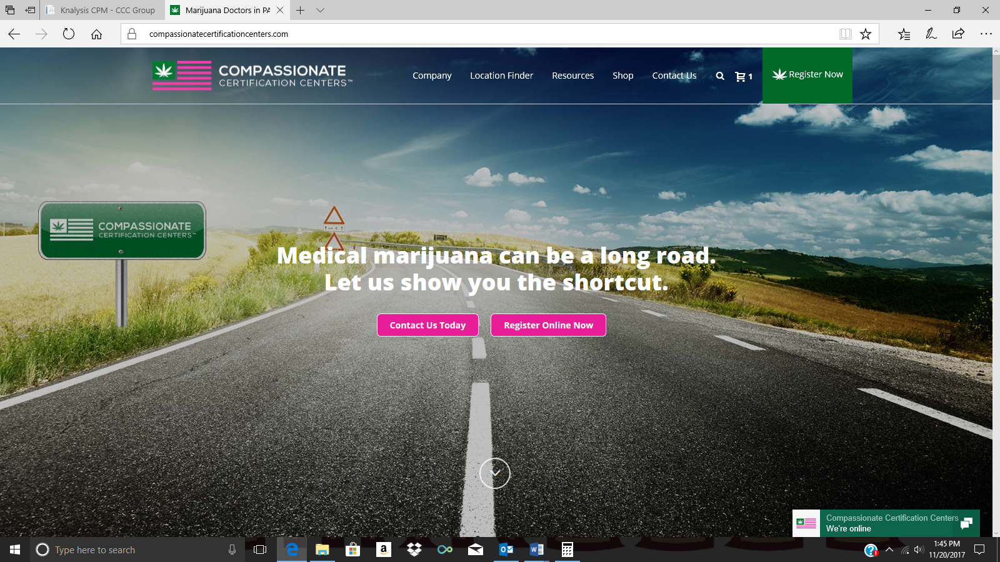 Knalysis CPM - CCC Group
Marijuana Doctors in PA
compassionatecertificationcenters.com
COMPASSIONATE
CERTIFICATION CENTERS™
Company
Location Finder
Resources
Shop
Contact Us
1
Register Now
COMPASSIONATE
CERTIFICATION CENTERS™
Medical marijuana can be a long road.
Let us show you the shortcut.
Contact Us Today
Register Online Now
Compassionate Certification Centers
We're online
Type here to search
1:45 PM
11/20/2017